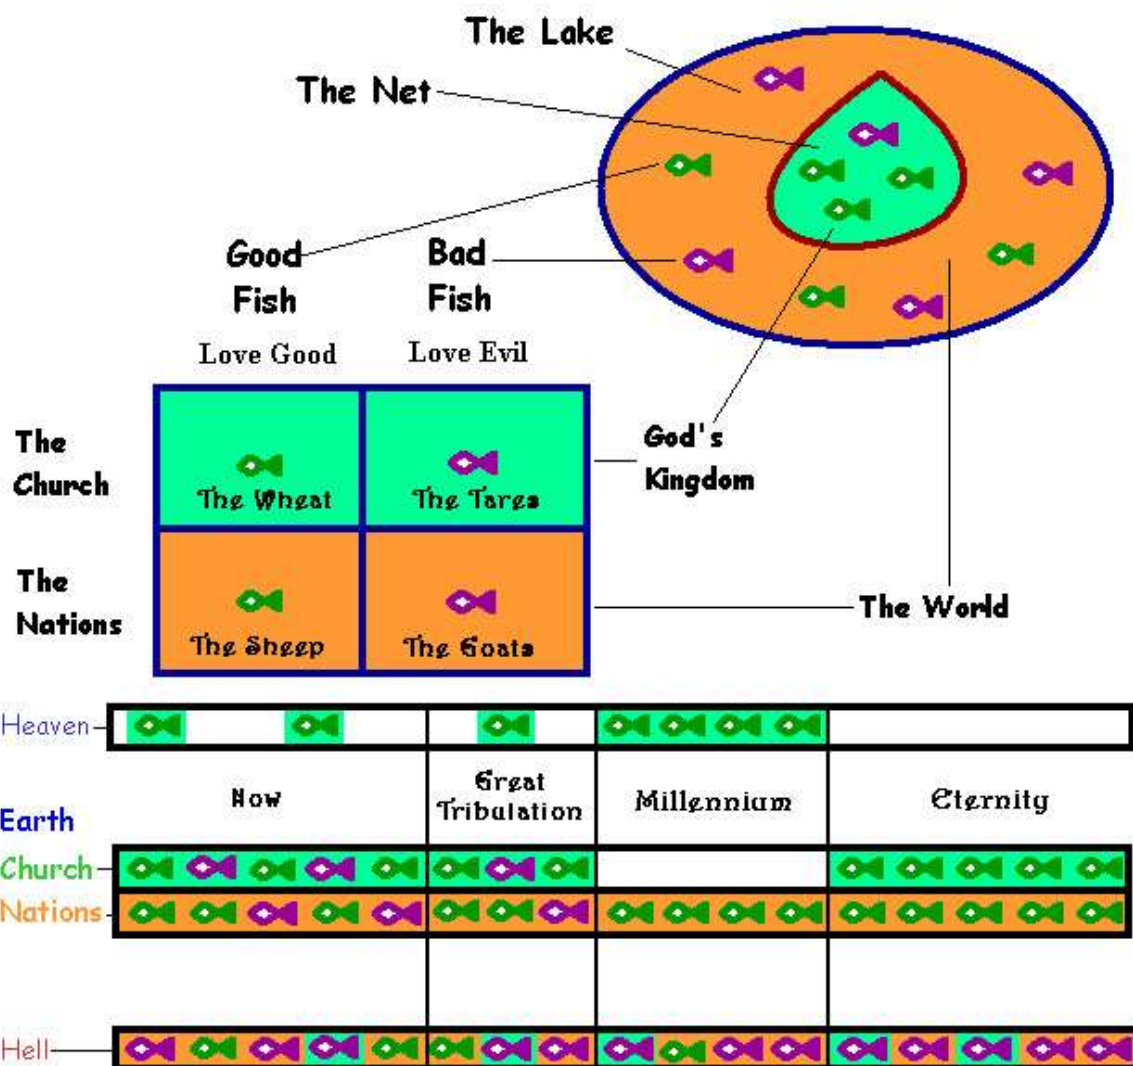 The Lake
The Net
Good
Fish
Bad
Fish
Love Good
Love Evil
The
Church
The Wheat
The Tares
God's
Kingdom
The
Nations
The Sheep
The Goats
The World
Heaven
Now
Great
Tribulation
Millennium
Eternity
Earth
Church
Nations
Hell